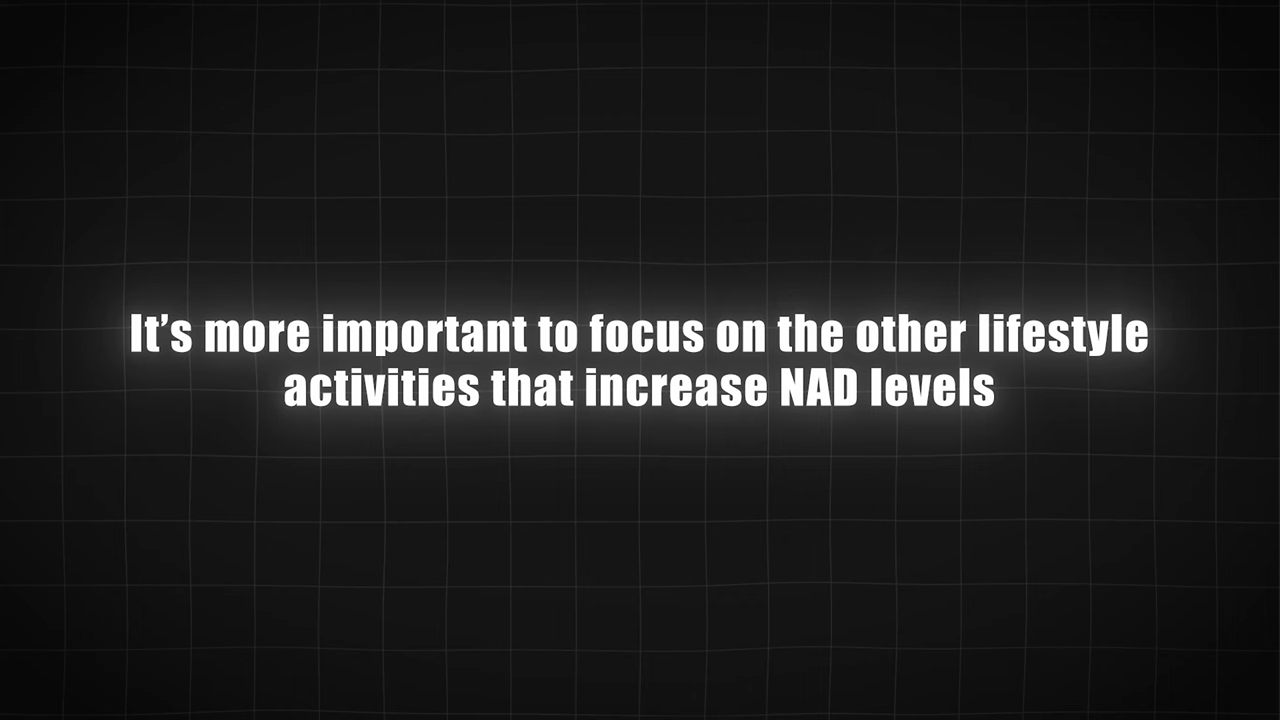 It’s more important to focus on the other lifestyle
activities that increase NAD levels